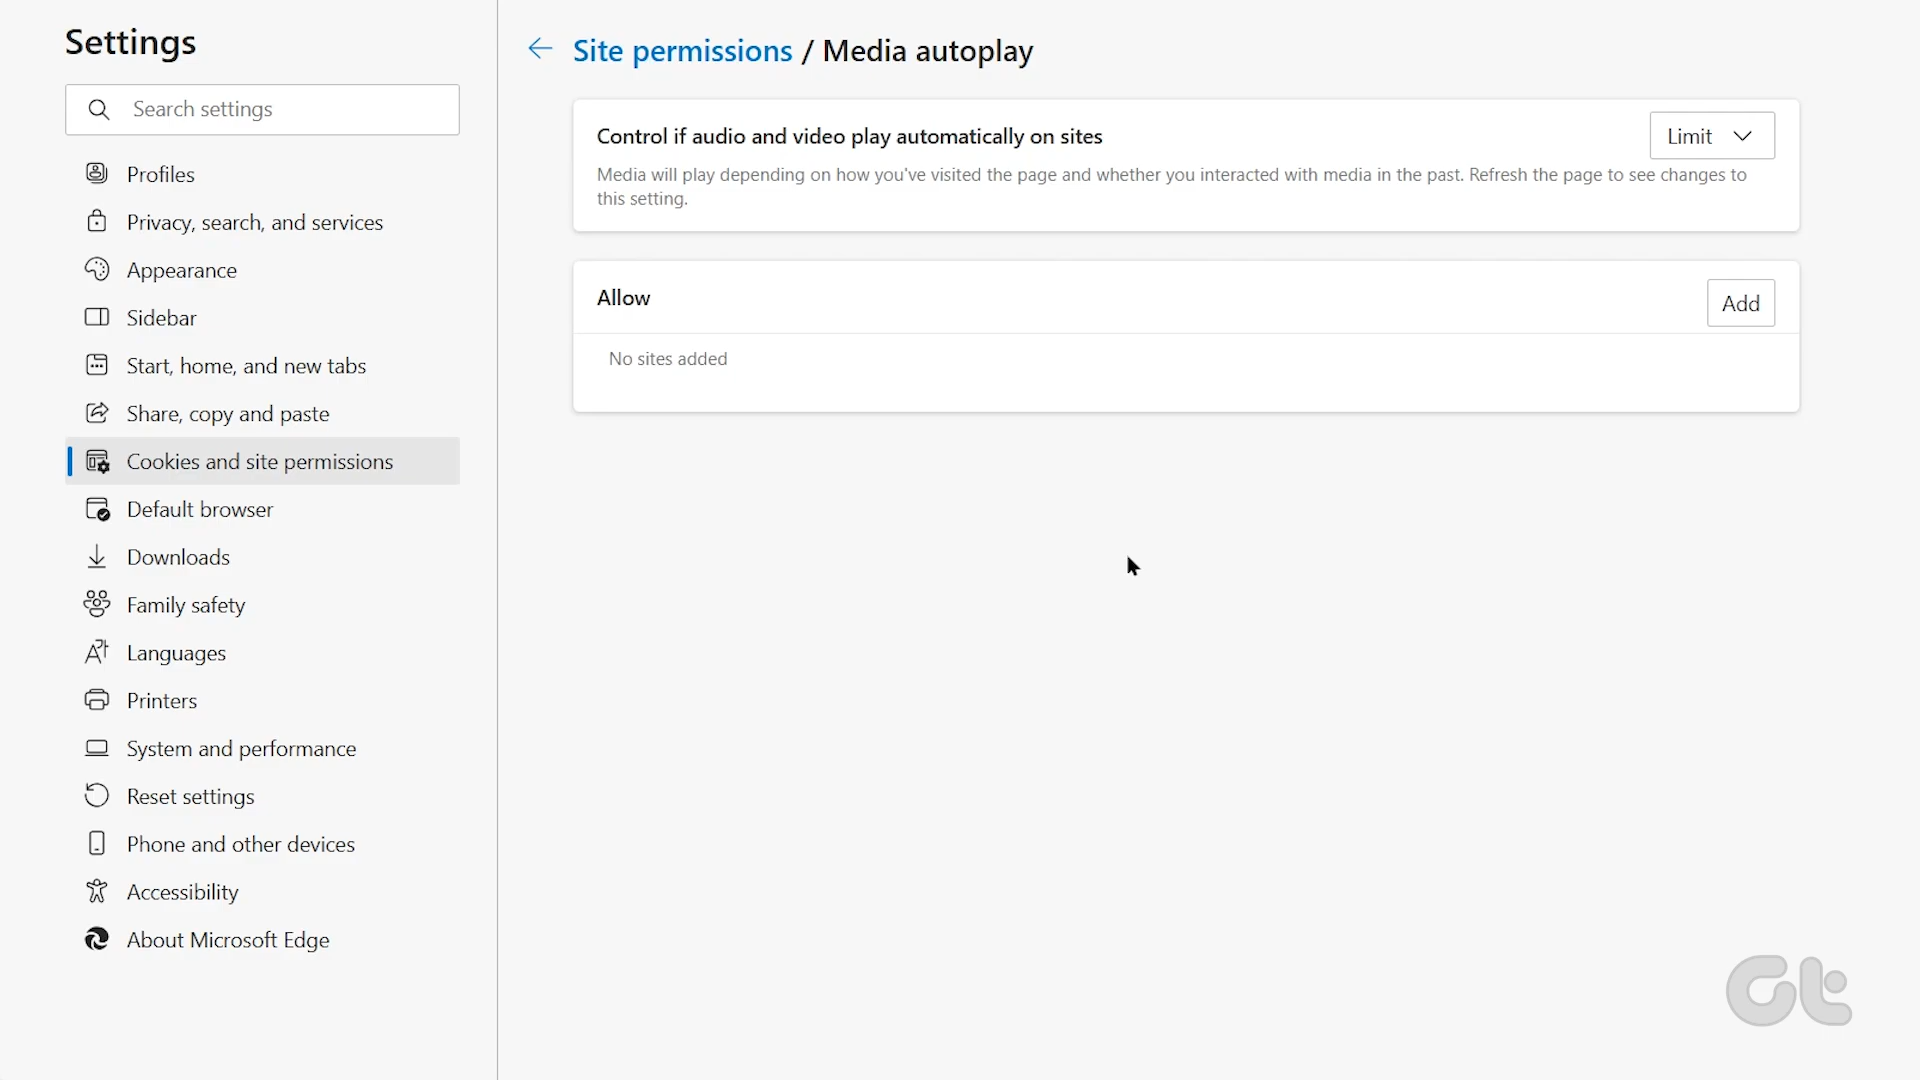 Settings
Search settings
Profiles
Privacy, search, and services
Appearance
Sidebar
Start, home, and new tabs
Share, copy and paste
Cookies and site permissions
Default browser
Downloads
Family safety
Languages
Printers
System and performance
Reset settings
Phone and other devices
Accessibility
About Microsoft Edge
Site permissions / Media autoplay
Control if audio and video play automatically on sites
Limit
Media will play depending on how you've visited the page and whether you interacted with media in the past. Refresh the page to see changes to
this setting.
Allow
Add
No sites added
Gt